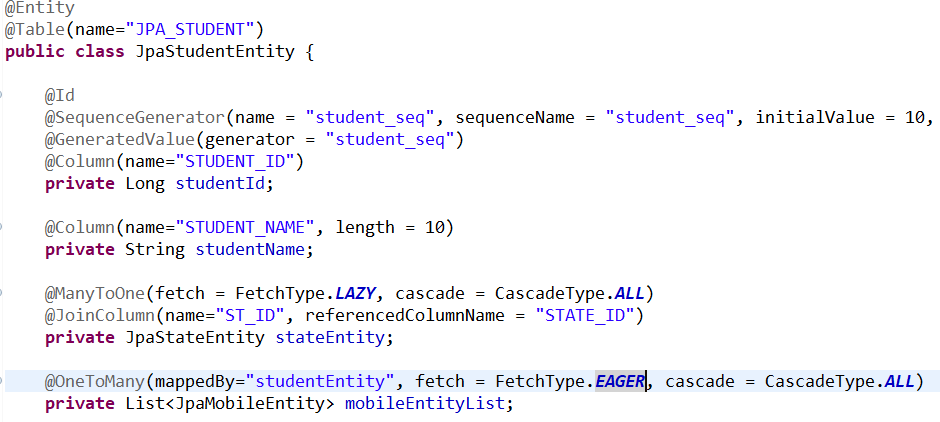 @Entity
@Table(name="JPA_STUDENT")
public class JpaStudentEntity {
@Id
@SequenceGenerator(name = "student_seq", sequenceName = "student_seq", initialValue = 10,
@GeneratedValue(generator = "student_seq")
@Column(name="STUDENT_ID")
private Long studentId;
@Column(name="STUDENT_NAME", length = 10)
private String studentName;
@ManyToOne(fetch = FetchType.LAZY, cascade = CascadeType.ALL)
@JoinColumn(name="ST_ID", referencedColumnName = "STATE_ID")
private JpaStateEntity stateEntity;
@OneToMany(mappedBy="studentEntity", fetch = FetchType.EAGER, cascade = CascadeType.ALL)
private List<JpaMobileEntity> mobileEntityList;